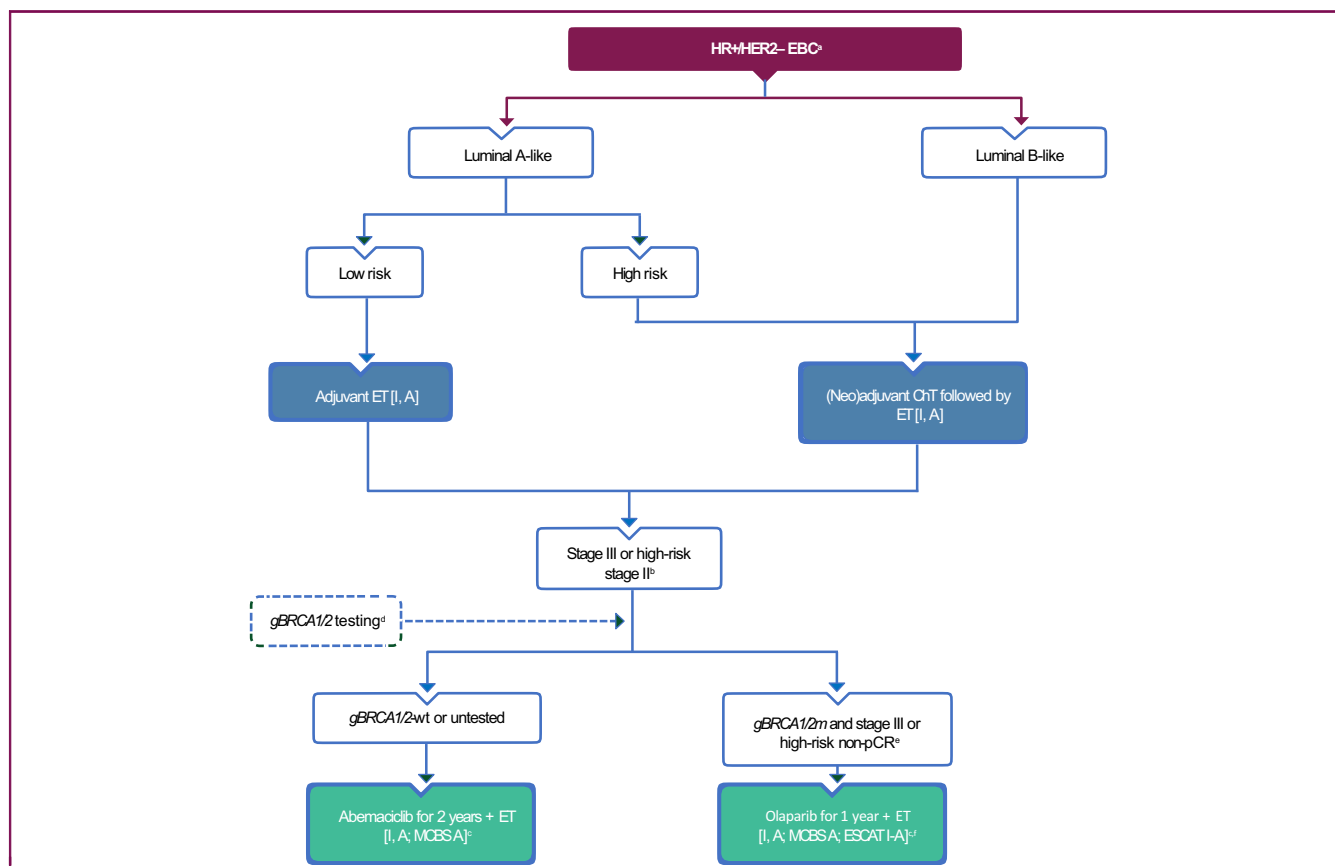 HR+/HER2– EBCᵃ
Luminal A-like
Luminal B-like
Low risk
High risk
Adjuvant ET [I, A]
(Neo)adjuvant ChT followed by
ET [I, A]
Stage III or high-risk
stage IIᵇ
gBRCA1/2 testingᵈ
gBRCA1/2-wt or untested
gBRCA1/2m and stage III or
high-risk non-pCRᵉ
Abemaciclib for 2 years + ET
[I, A; MCBS A]ᶜ
Olaparib for 1 year + ET
[I, A; MCBS A; ESCAT I-A]ᶜ,ᶠ